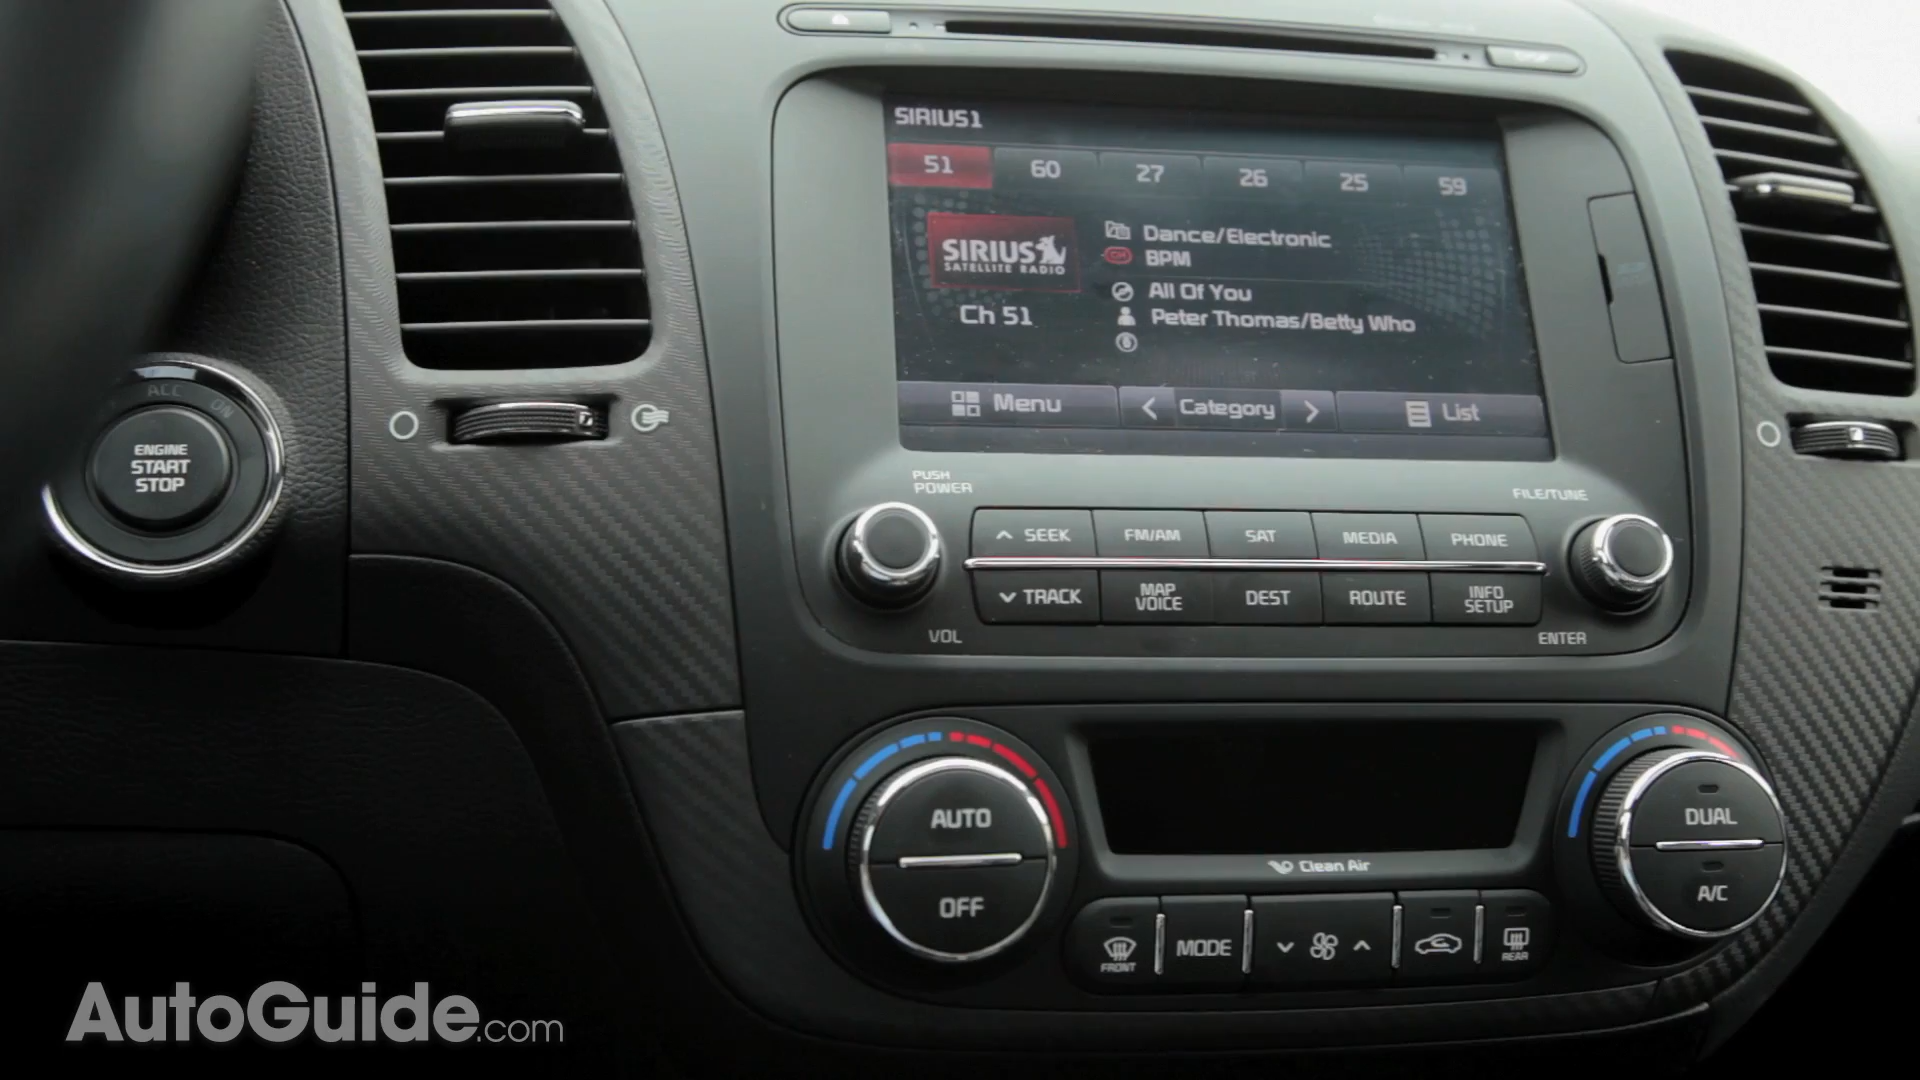 SIRIUS1
51 60 27 26 25 59
SIRIUS
SATELLITE RADIO
Ch 51
Dance/Electronic
CH BPM
All Of You
Peter Thomas/Betty Who
Menu Category List
ACC
ON
ENGINE
START
STOP
PUSH
POWER
FILE/TUNE
SEEK FM/AM SAT MEDIA PHONE
TRACK MAP VOICE DEST ROUTE INFO SETUP
VOL
ENTER
AUTO
OFF
Clean Air
DUAL
A/C
FRONT
MODE
REAR
AutoGuide.com